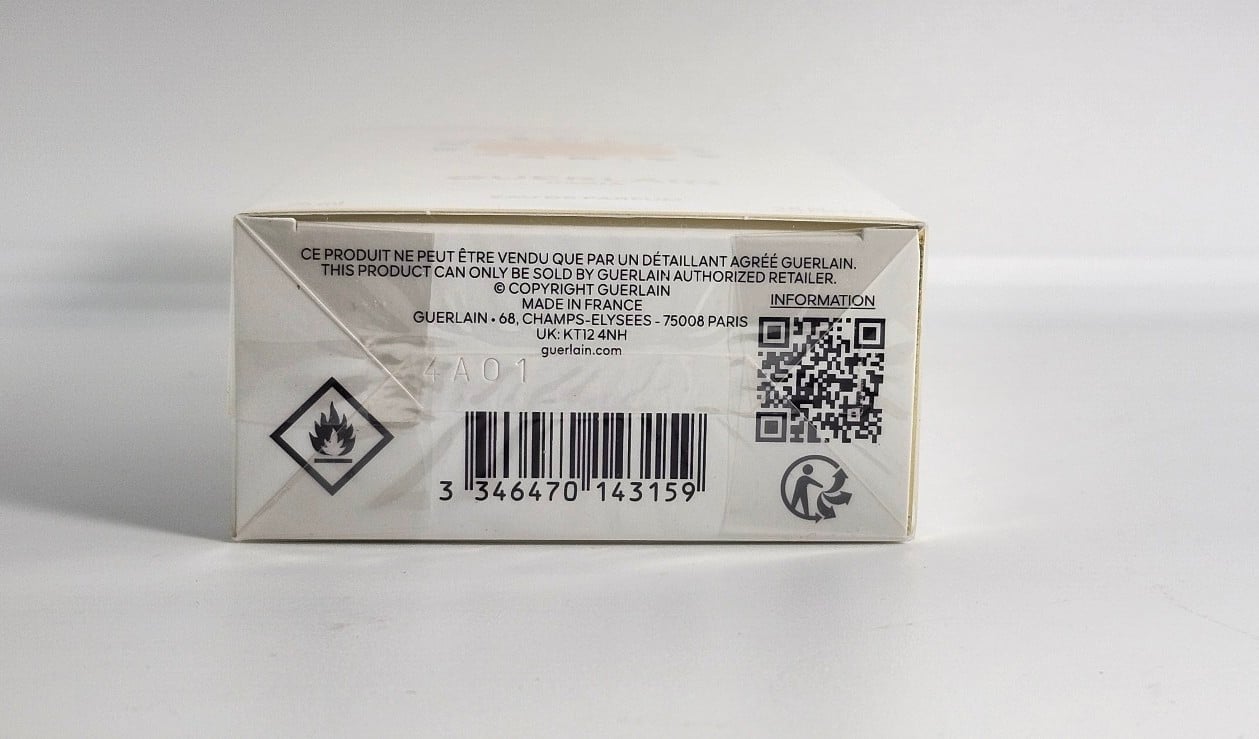 CE PRODUIT NE PEUT ÊTRE VENDU QUE PAR UN DÉTAILLANT AGRÉÉ GUERLAIN.
THIS PRODUCT CAN ONLY BE SOLD BY GUERLAIN AUTHORIZED RETAILER.
© COPYRIGHT GUERLAIN
MADE IN FRANCE
GUERLAIN • 68, CHAMPS-ELYSEES - 75008 PARIS
UK: KT12 4NH
guerlain.com
INFORMATION
4A01
3 346470 143159